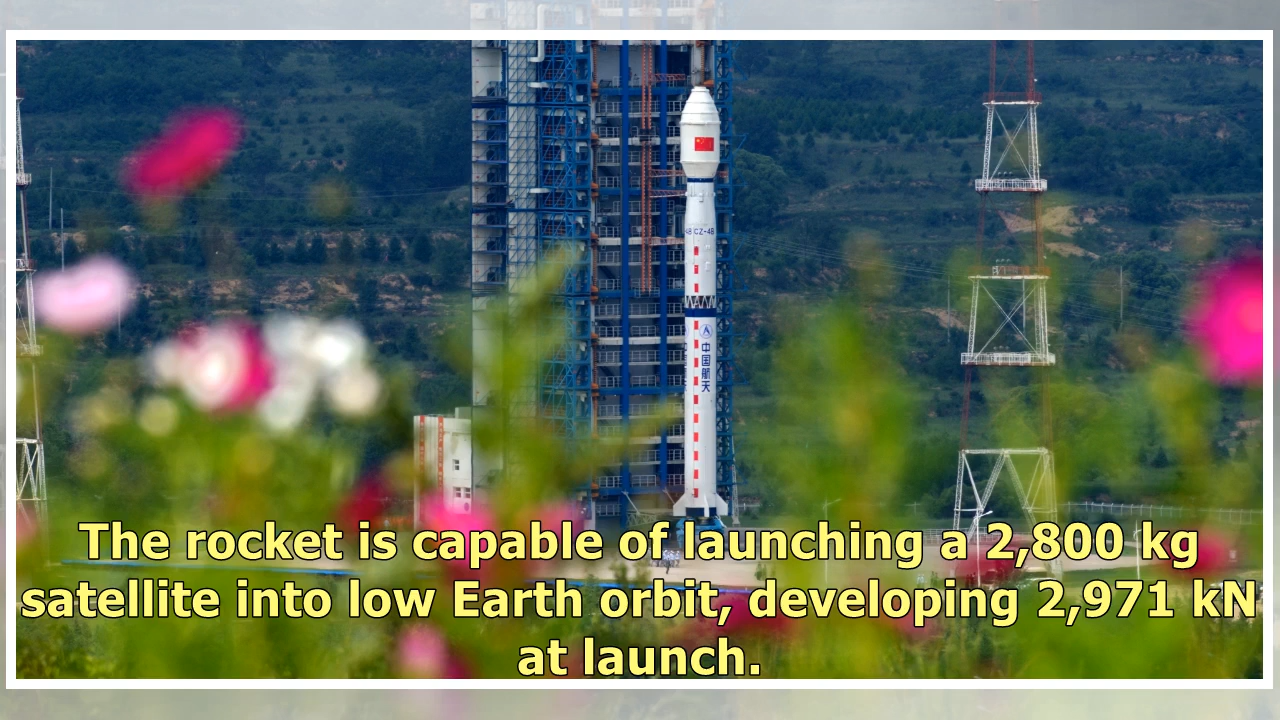 CZ-4B
中国航天
The rocket is capable of launching a 2,800 kg
satellite into low Earth orbit, developing 2,971 kN
at launch.